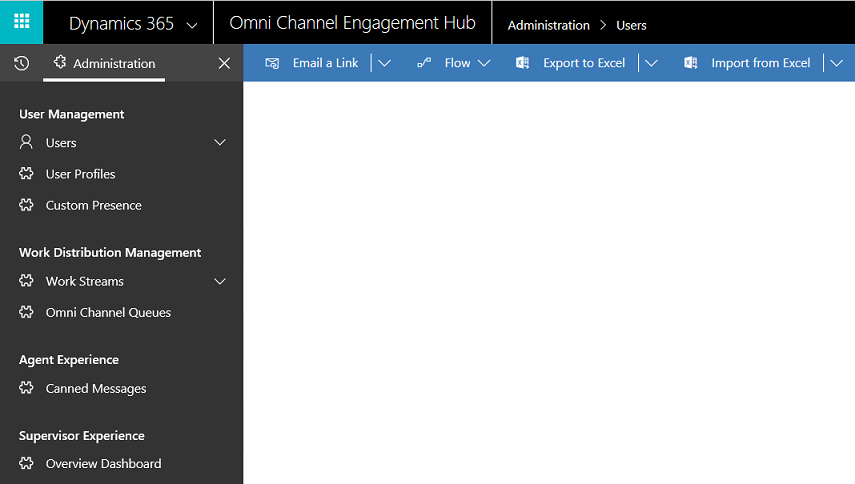 Dynamics 365 Omni Channel Engagement Hub Administration > Users
Administration Email a Link Flow Export to Excel Import from Excel
User Management
Users
User Profiles
Custom Presence
Work Distribution Management
Work Streams
Omni Channel Queues
Agent Experience
Canned Messages
Supervisor Experience
Overview Dashboard